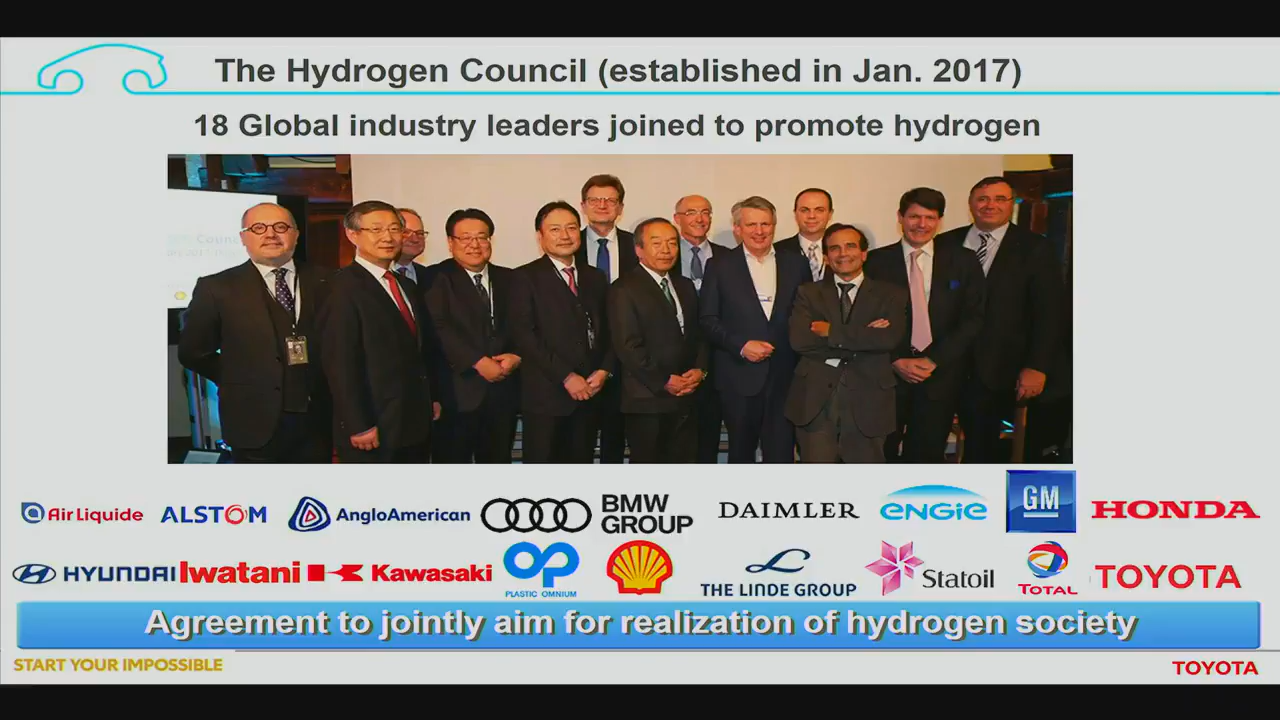 The Hydrogen Council (established in Jan. 2017)
18 Global industry leaders joined to promote hydrogen
Air Liquide ALSTOM AngloAmerican BMW GROUP DAIMLER ENGIE GM HONDA
HYUNDAI Iwatani Kawasaki PLASTIC OMNIUM THE LINDE GROUP Statoil TOTAL TOYOTA
Agreement to jointly aim for realization of hydrogen society
START YOUR IMPOSSIBLE
TOYOTA